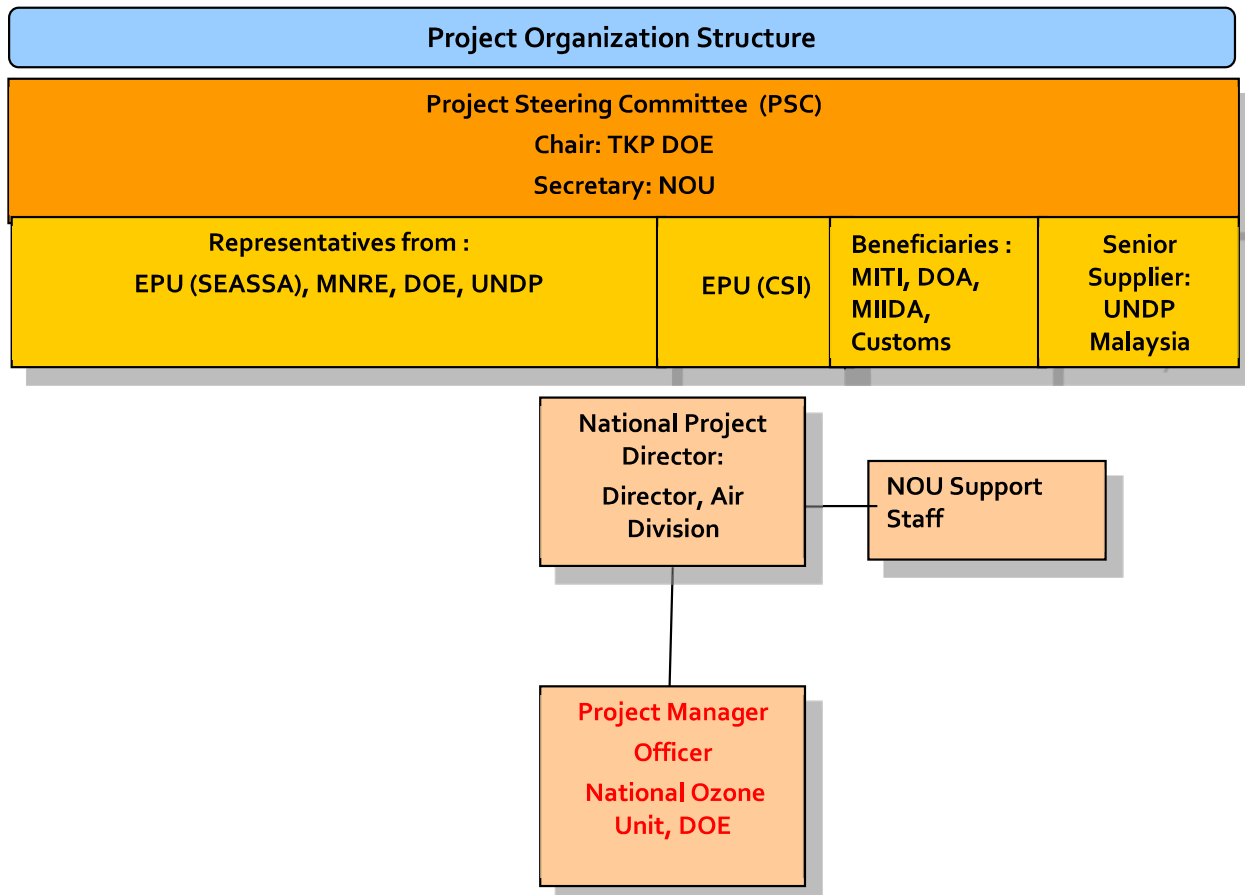 Project Organization Structure
Project Steering Committee (PSC)
Chair: TKP DOE
Secretary: NOU
Representatives from :
EPU (SEASSA), MNRE, DOE, UNDP
EPU (CSI)
Beneficiaries :
MITI, DOA,
MIIDA,
Customs
Senior
Supplier:
UNDP
Malaysia
National Project
Director:
Director, Air
Division
NOU Support
Staff
Project Manager
Officer
National Ozone
Unit, DOE